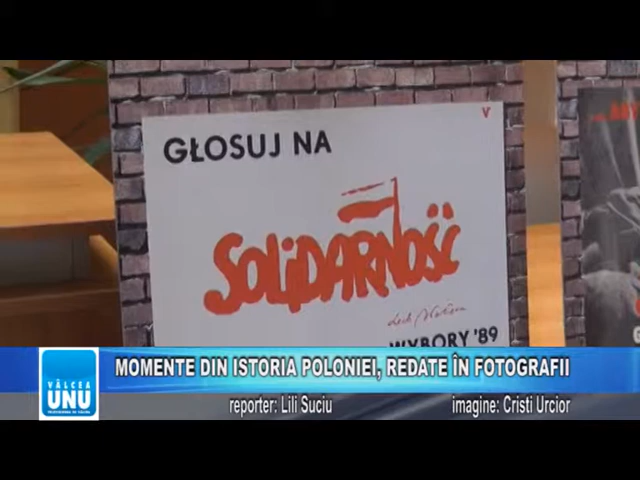 GŁOSUJ NA
V
SOLIDARNOŚĆ
WYBORY '89
MOMENTE DIN ISTORIA POLONIEI, REDATE ÎN FOTOGRAFII
VÂLCEA
UNU
reporter: Lili Suciu
imagine: Cristi Urcior